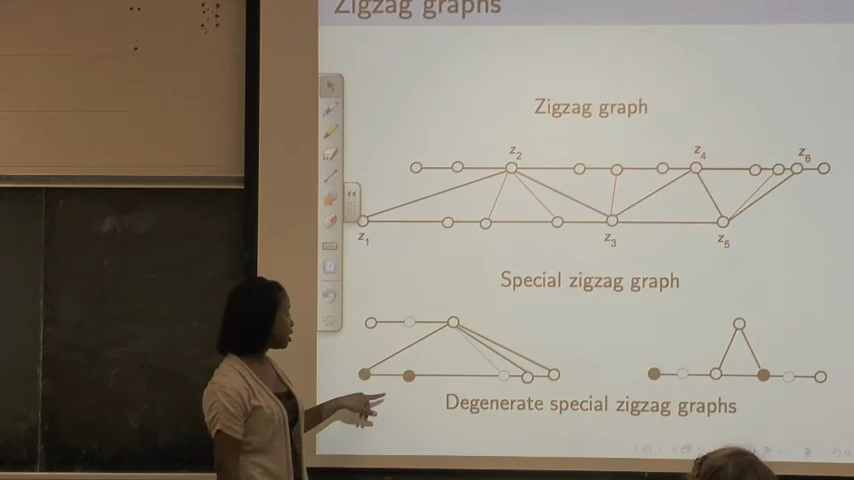 Zigzag graphs
Zigzag graph
z2 z4 z6
z1 z3 z5
Special zigzag graph
Degenerate special zigzag graphs